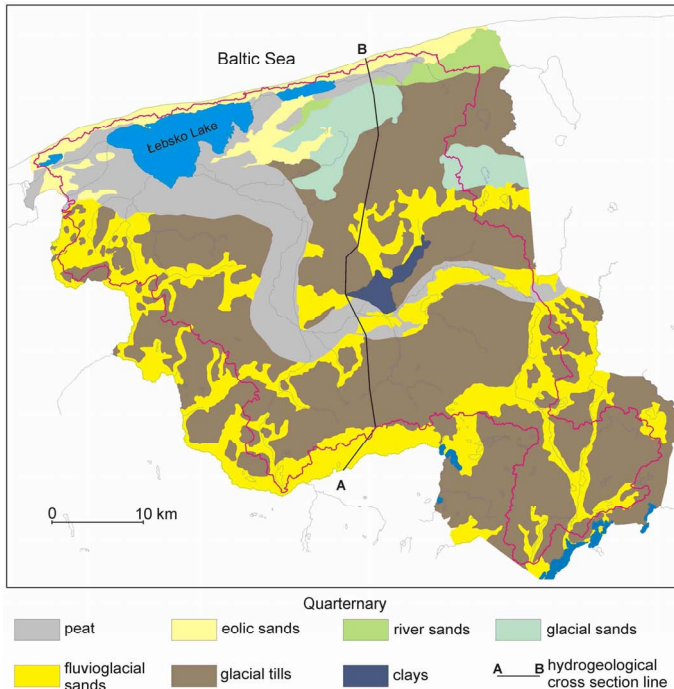 B
Baltic Sea
Łebsko Lake
A
0 10 km
Quarternary
peat
eolic sands
river sands
glacial sands
fluvioglacial
sands
glacial tills
clays
A B hydrogeological
cross section line